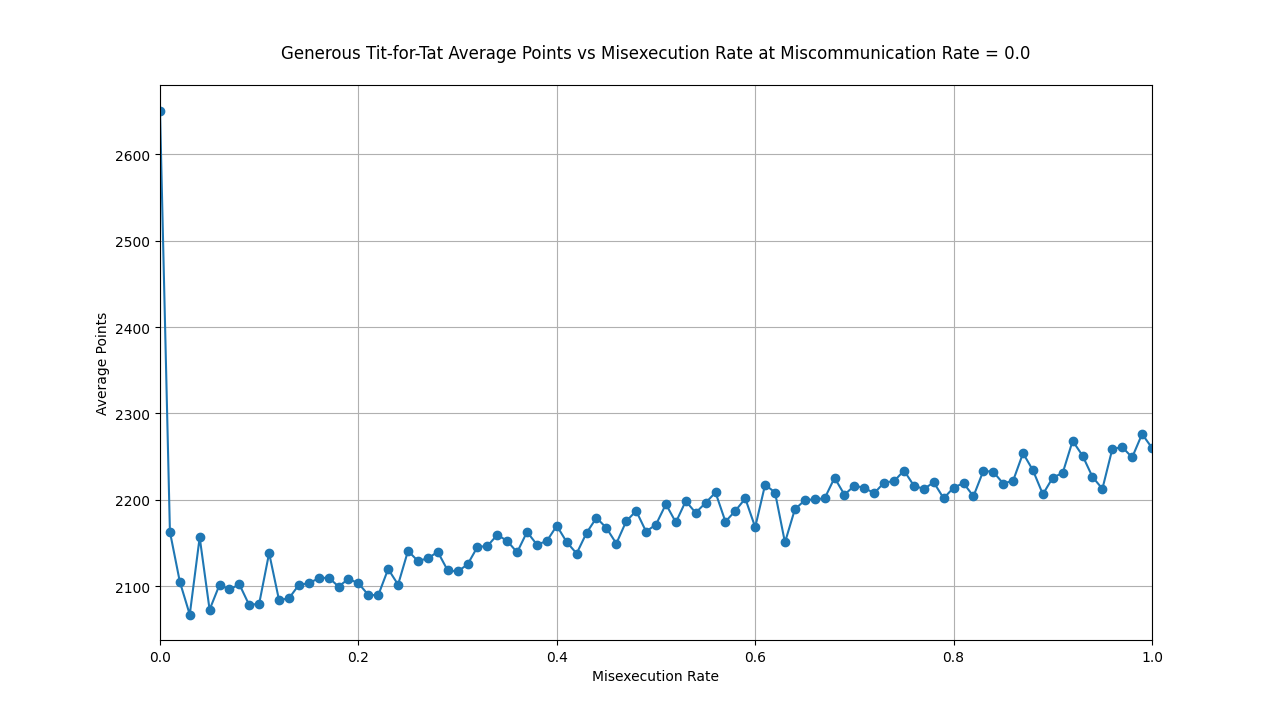 Generous Tit-for-Tat Average Points vs Misexecution Rate at Miscommunication Rate = 0.0
2600
2500
2400
2300
2200
2100
Average Points
0.0 0.2 0.4 0.6 0.8 1.0
Misexecution Rate